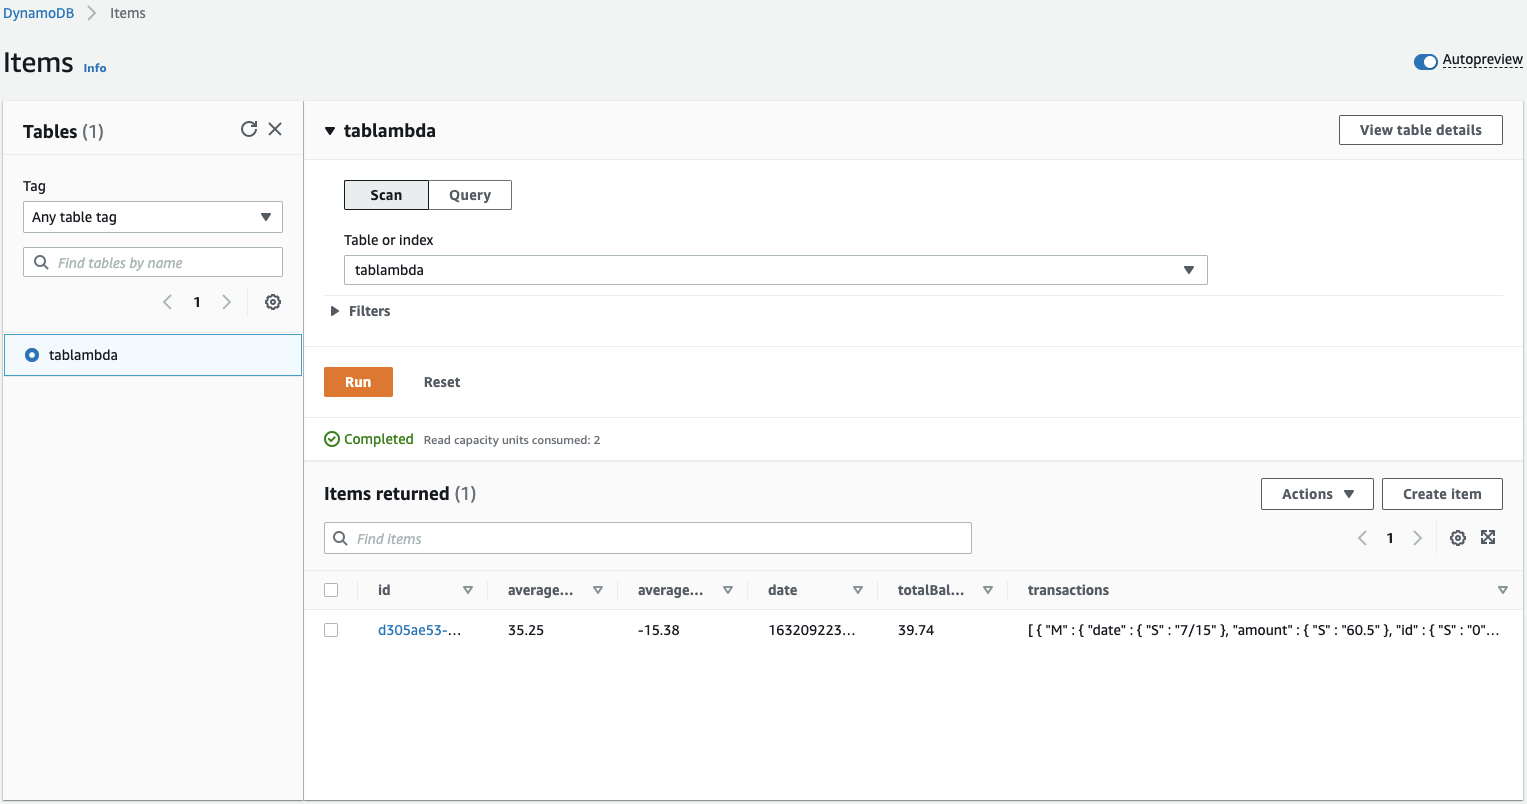 DynamoDB Items
Items Info
Autopreview
Tables (1)
Tag
Any table tag
Find tables by name
1
tablambda
tablambda
View table details
Scan Query
Table or index
tablambda
Filters
Run Reset
Completed Read capacity units consumed: 2
Items returned (1)
Actions Create item
Find items
1
id average... average... date totalBal... transactions
d305ae53-... 35.25 -15.38 163209223... 39.74 [ { "M" : { "date" : { "S" : "7/15" }, "amount" : { "S" : "60.5" }, "id" : { "S" : "0"...